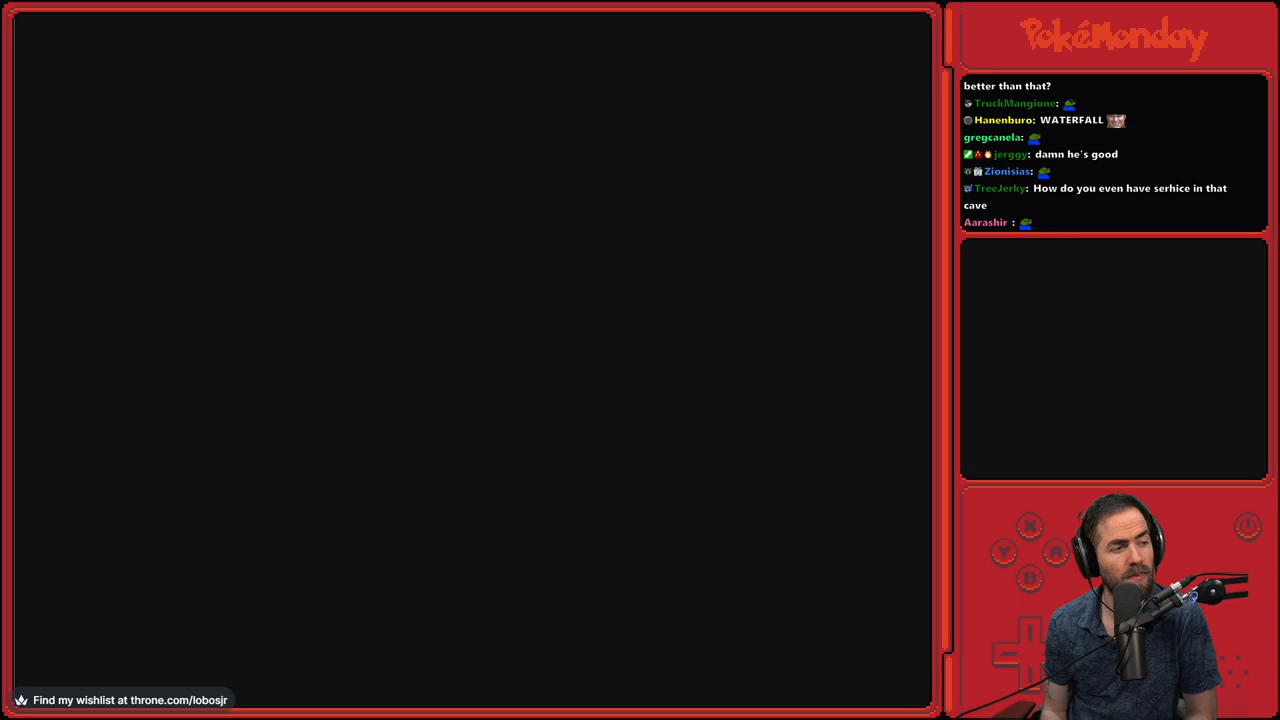 PokéMonday
better than that?
TruckMangione:
Hanenburo: WATERFALL
gregcanela:
jerggy: damn he's good
Zionisias:
TreeJerky: How do you even have serhice in that
cave
Aarashir :
X
Y A
B
Find my wishlist at throne.com/lobosjr